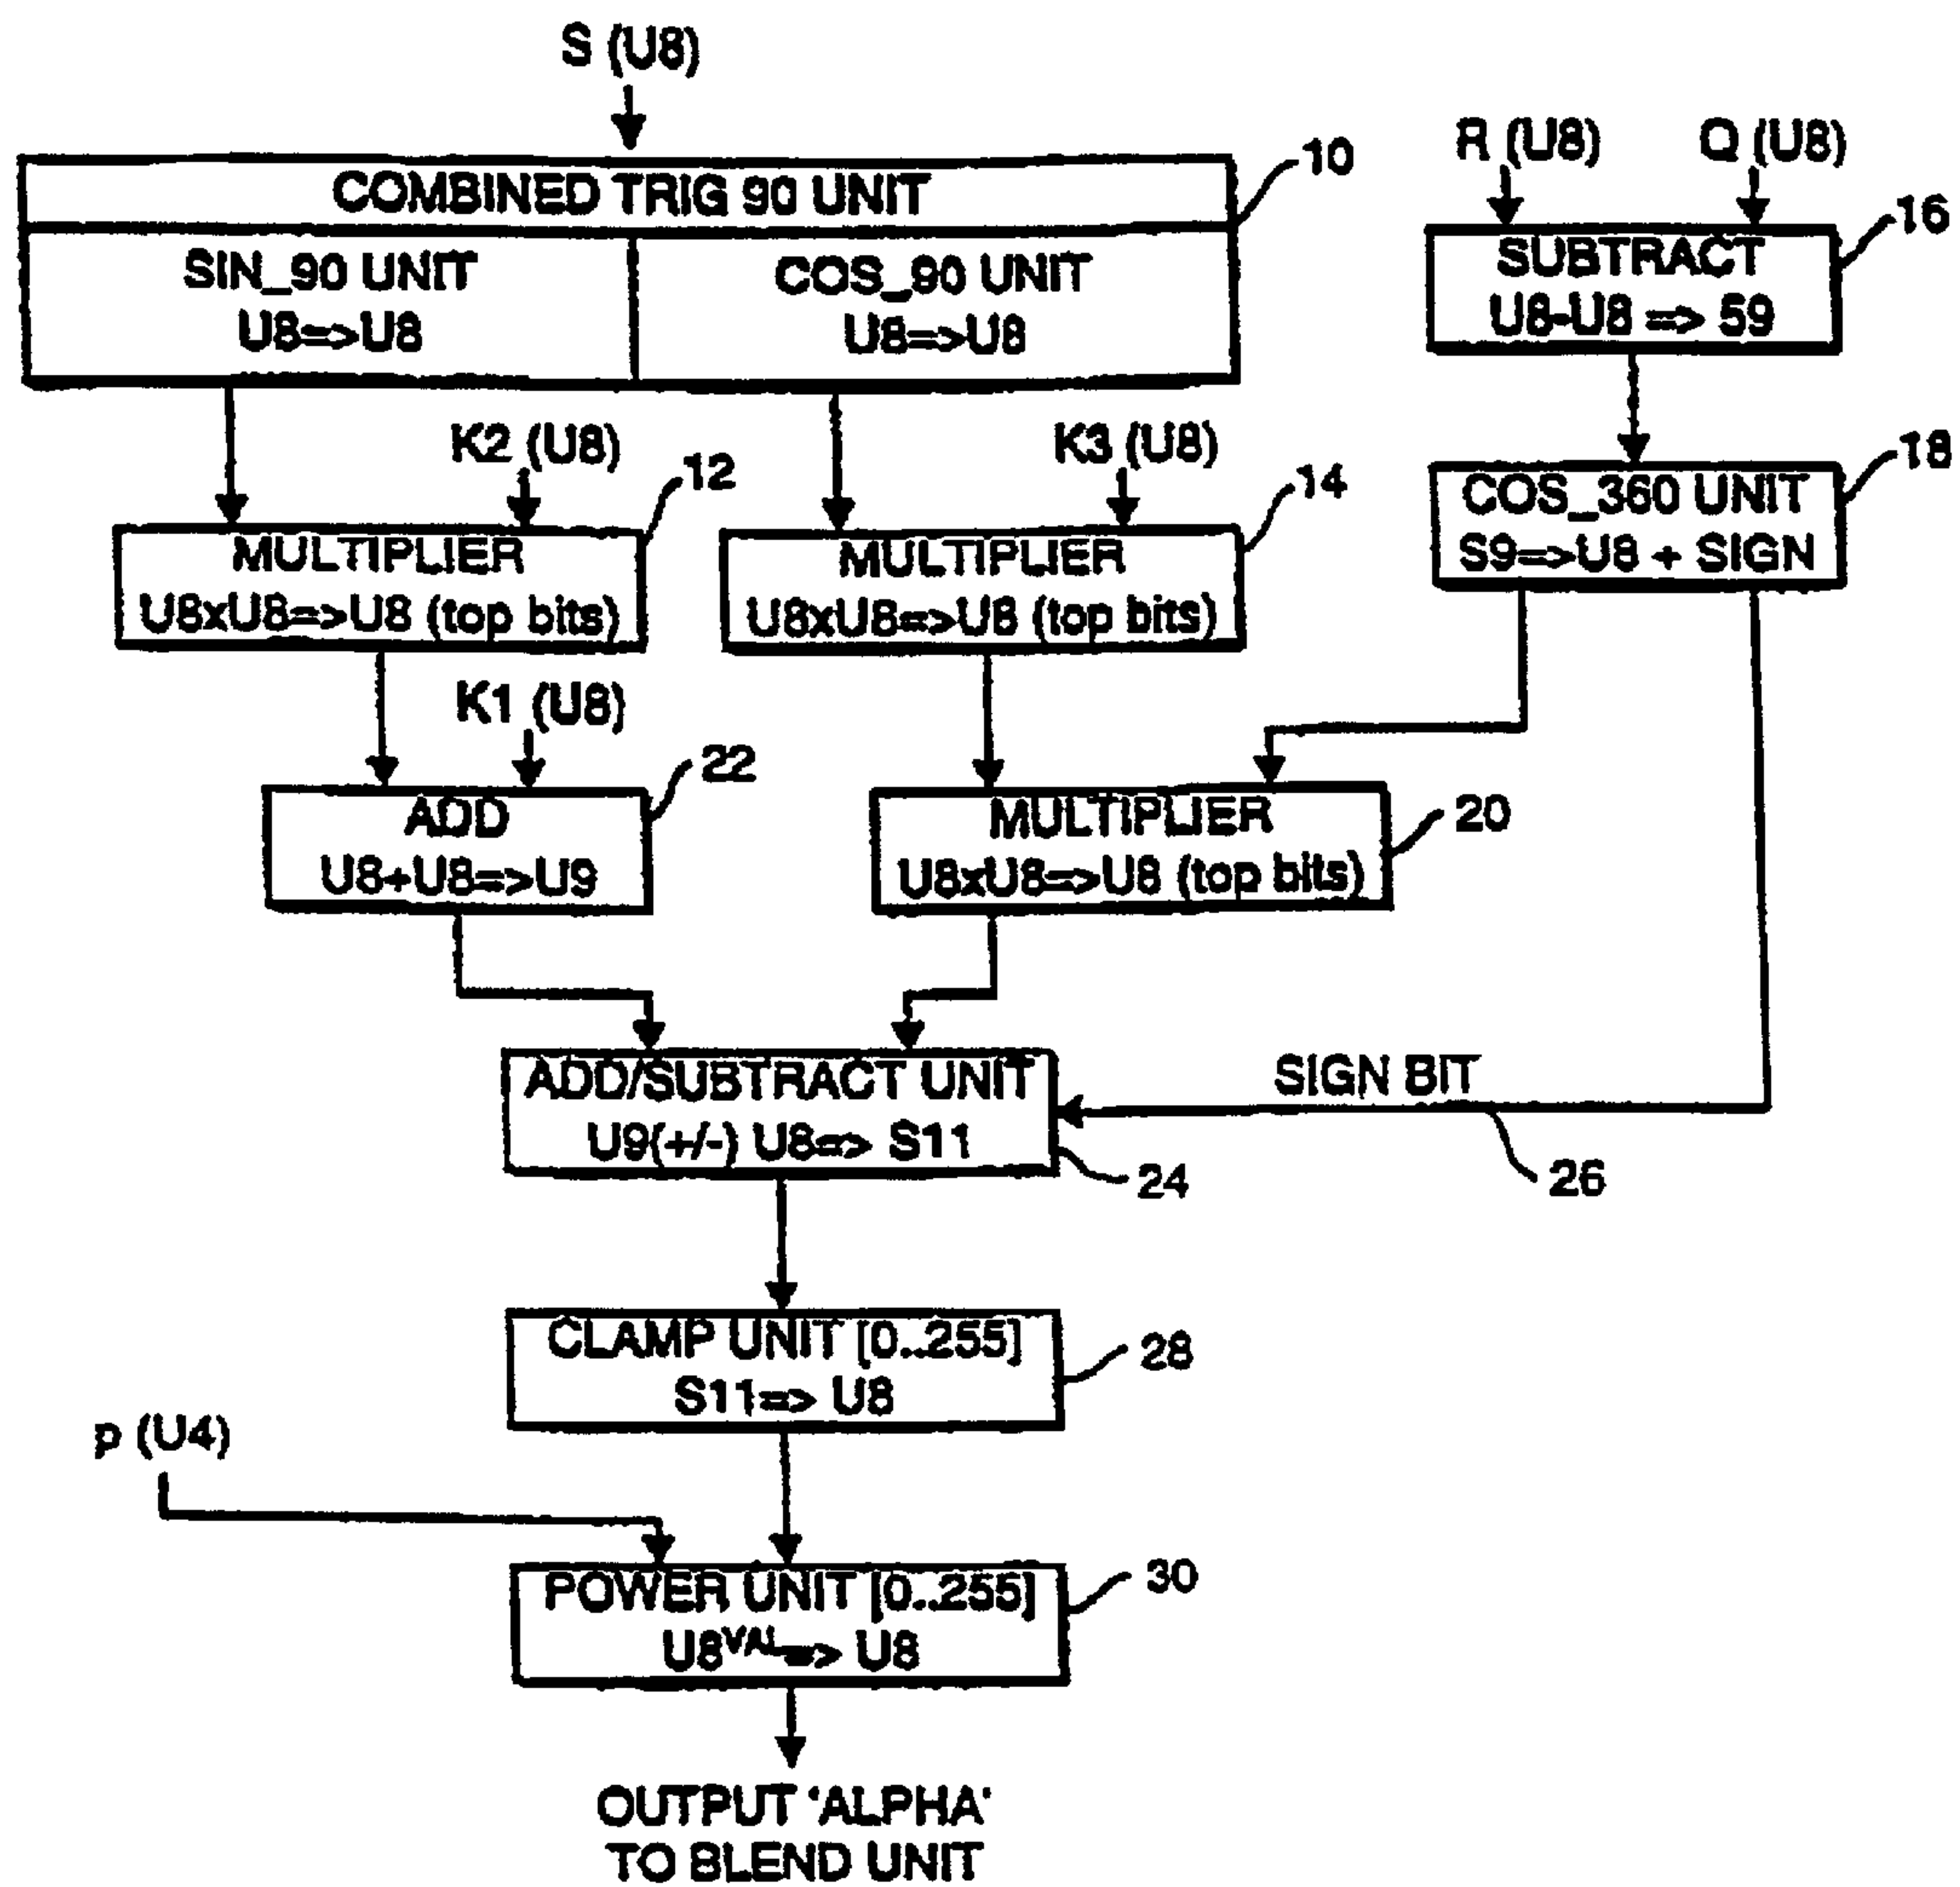 S (U8)
R (U8)
Q (U8)
10
COMBINED TRIG 90 UNIT
16
SIN_90 UNIT
U8=>U8
COS_90 UNIT
U8=>U8
SUBTRACT
U8-U8 => 59
K2 (U8)
12
K3 (U8)
14
18
COS_360 UNIT
S9=>U8 + SIGN
MULTIPLIER
U8xU8=>U8 (top bits)
MULTIPLIER
U8xU8=>U8 (top bits)
K1 (U8)
22
ADD
U8+U8=>U9
20
MULTIPLIER
U8xU8=>U8 (top bits)
ADD/SUBTRACT UNIT
U9(+/-) U8=> S11
SIGN BIT
24
26
CLAMP UNIT [0..255]
S11=> U8
28
p (U4)
POWER UNIT [0..255]
U8VAL=> U8
30
OUTPUT 'ALPHA'
TO BLEND UNIT